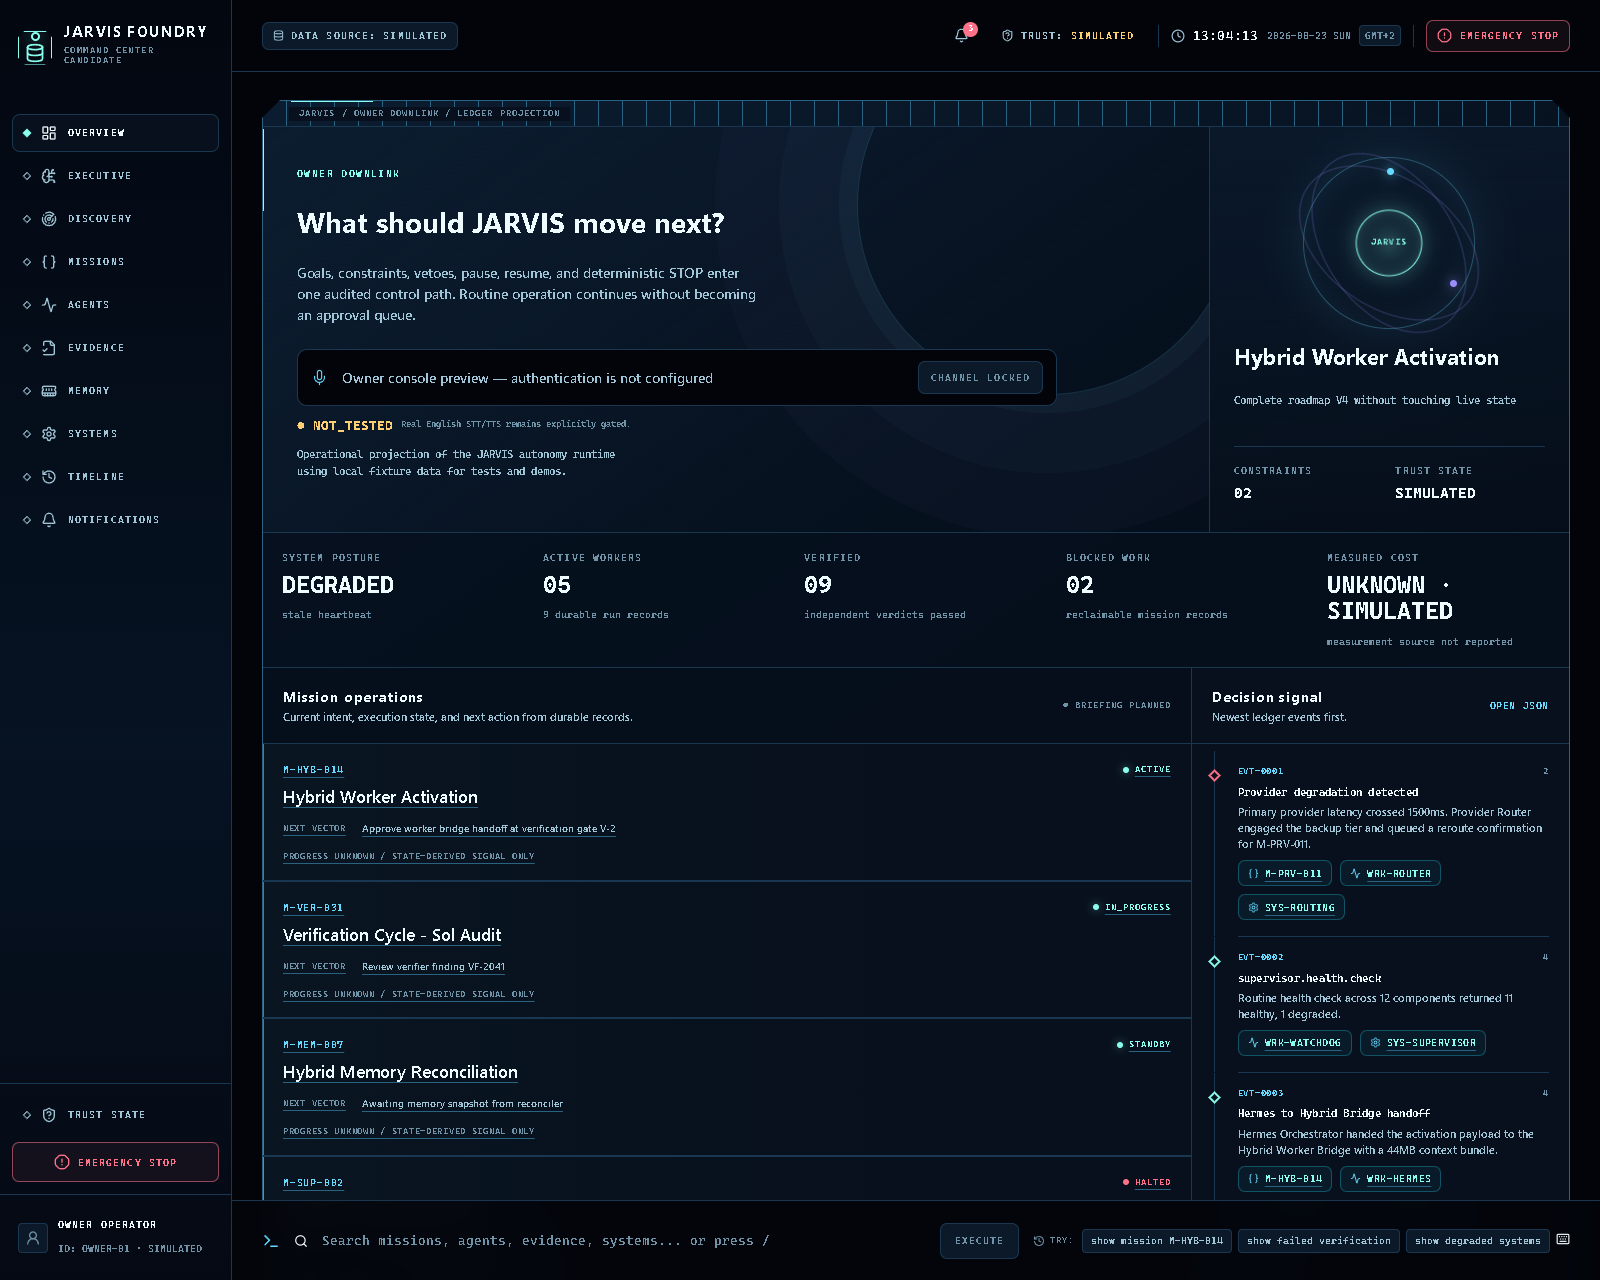 JARVIS FOUNDRY
COMMAND CENTER
CANDIDATE
DATA SOURCE: SIMULATED
3
TRUST: SIMULATED
13:04:13 2026-08-23 SUN GMT+2
EMERGENCY STOP
OVERVIEW
EXECUTIVE
DISCOVERY
MISSIONS
AGENTS
EVIDENCE
MEMORY
SYSTEMS
TIMELINE
NOTIFICATIONS
TRUST STATE
EMERGENCY STOP
OWNER OPERATOR
ID: OWNER-01 · SIMULATED
JARVIS / OWNER DOWNLINK / LEDGER PROJECTION
OWNER DOWNLINK
What should JARVIS move next?
Goals, constraints, vetoes, pause, resume, and deterministic STOP enter
one audited control path. Routine operation continues without becoming
an approval queue.
Owner console preview — authentication is not configured
CHANNEL LOCKED
NOT_TESTED Real English STT/TTS remains explicitly gated.
Operational projection of the JARVIS autonomy runtime
using local fixture data for tests and demos.
JARVIS
Hybrid Worker Activation
Complete roadmap V4 without touching live state
CONSTRAINTS
02
TRUST STATE
SIMULATED
SYSTEM POSTURE
DEGRADED
stale heartbeat
ACTIVE WORKERS
05
9 durable run records
VERIFIED
09
independent verdicts passed
BLOCKED WORK
02
reclaimable mission records
MEASURED COST
UNKNOWN ·
SIMULATED
measurement source not reported
Mission operations
Current intent, execution state, and next action from durable records.
BRIEFING PLANNED
M-HYB-014
ACTIVE
Hybrid Worker Activation
NEXT VECTOR Approve worker bridge handoff at verification gate V-2
PROGRESS UNKNOWN / STATE-DERIVED SIGNAL ONLY
M-VER-031
IN_PROGRESS
Verification Cycle - Sol Audit
NEXT VECTOR Review verifier finding VF-2041
PROGRESS UNKNOWN / STATE-DERIVED SIGNAL ONLY
M-MEM-007
STANDBY
Hybrid Memory Reconciliation
NEXT VECTOR Awaiting memory snapshot from reconciler
PROGRESS UNKNOWN / STATE-DERIVED SIGNAL ONLY
M-SUP-002
HALTED
Decision signal
Newest ledger events first.
OPEN JSON
EVT-0001 2
Provider degradation detected
Primary provider latency crossed 1500ms. Provider Router
engaged the backup tier and queued a reroute confirmation
for M-PRV-011.
M-PRV-011 WRK-ROUTER
SYS-ROUTING
EVT-0002 4
supervisor.health.check
Routine health check across 12 components returned 11
healthy, 1 degraded.
WRK-WATCHDOG SYS-SUPERVISOR
EVT-0003 4
Hermes to Hybrid Bridge handoff
Hermes Orchestrator handed the activation payload to the
Hybrid Worker Bridge with a 44MB context bundle.
M-HYB-014 WRK-HERMES
Search missions, agents, evidence, systems... or press /
EXECUTE
TRY: show mission M-HYB-014 show failed verification show degraded systems